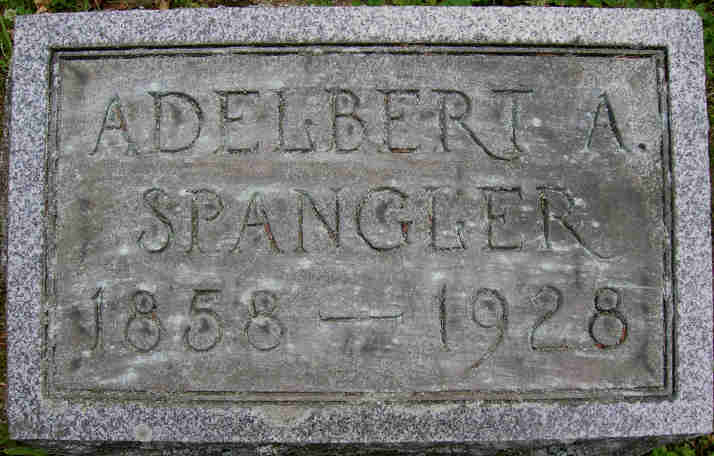 ADELBERT A.
SPANGLER
1858 — 1928